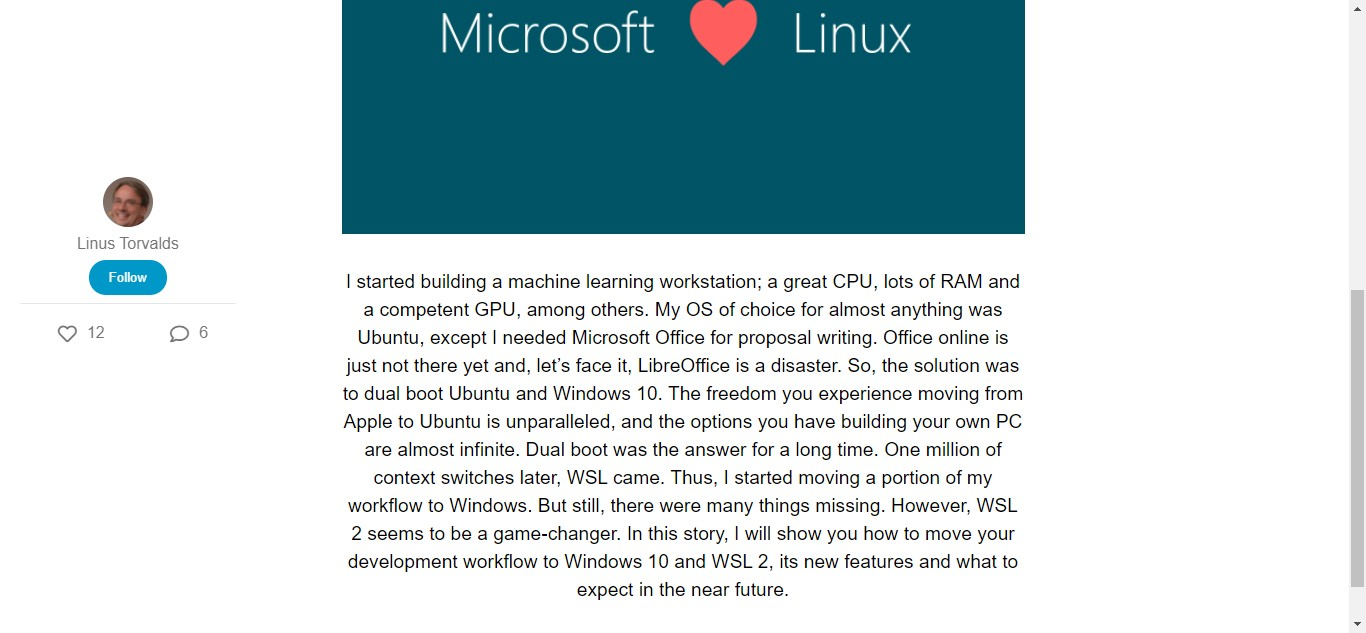 Microsoft Linux
Linus Torvalds
Follow
12 6
I started building a machine learning workstation; a great CPU, lots of RAM and
a competent GPU, among others. My OS of choice for almost anything was
Ubuntu, except I needed Microsoft Office for proposal writing. Office online is
just not there yet and, let’s face it, LibreOffice is a disaster. So, the solution was
to dual boot Ubuntu and Windows 10. The freedom you experience moving from
Apple to Ubuntu is unparalleled, and the options you have building your own PC
are almost infinite. Dual boot was the answer for a long time. One million of
context switches later, WSL came. Thus, I started moving a portion of my
workflow to Windows. But still, there were many things missing. However, WSL
2 seems to be a game-changer. In this story, I will show you how to move your
development workflow to Windows 10 and WSL 2, its new features and what to
expect in the near future.